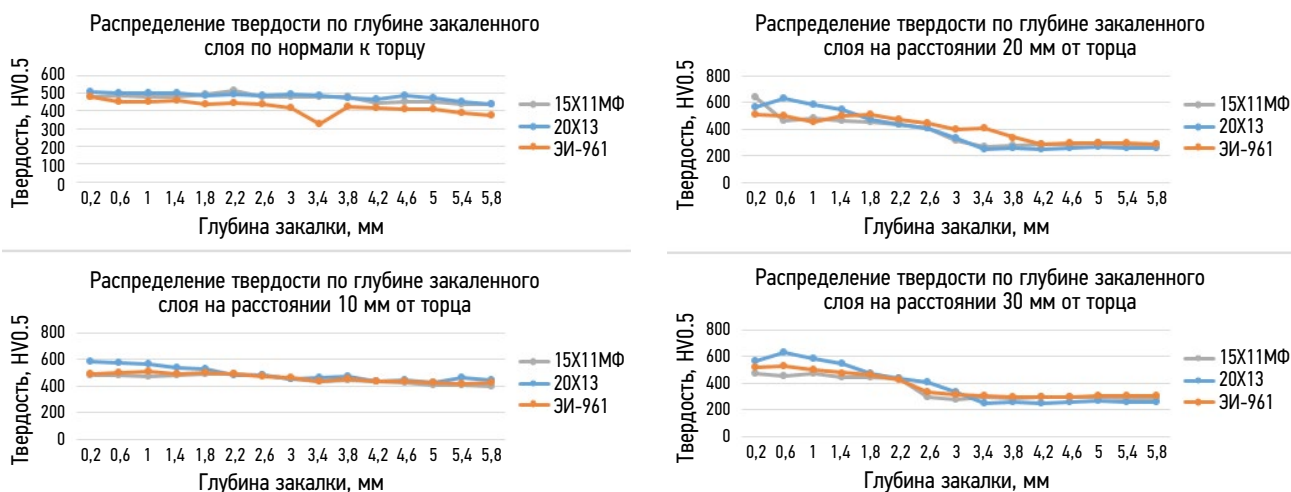 Распределение твердости по глубине закаленного
слоя по нормали к торцу
Твердость, HV0.5
600
500
400
300
200
100
0
0,2 0,6 1 1,4 1,8 2,2 2,6 3 3,4 3,8 4,2 4,6 5 5,4 5,8
Глубина закалки, мм
15Х11МФ
20Х13
ЭИ-961
Распределение твердости по глубине закаленного
слоя на расстоянии 20 мм от торца
Твердость, HV0.5
800
600
400
200
0
0,2 0,6 1 1,4 1,8 2,2 2,6 3 3,4 3,8 4,2 4,6 5 5,4 5,8
Глубина закалки, мм
15Х11МФ
20Х13
ЭИ-961
Распределение твердости по глубине закаленного
слоя на расстоянии 10 мм от торца
Твердость, HV0.5
800
600
400
200
0
0,2 0,6 1 1,4 1,8 2,2 2,6 3 3,4 3,8 4,2 4,6 5 5,4 5,8
Глубина закалки, мм
15Х11МФ
20Х13
ЭИ-961
Распределение твердости по глубине закаленного
слоя на расстоянии 30 мм от торца
Твердость, HV0.5
800
600
400
200
0
0,2 0,6 1 1,4 1,8 2,2 2,6 3 3,4 3,8 4,2 4,6 5 5,4 5,8
Глубина закалки, мм
15Х11МФ
20Х13
ЭИ-961